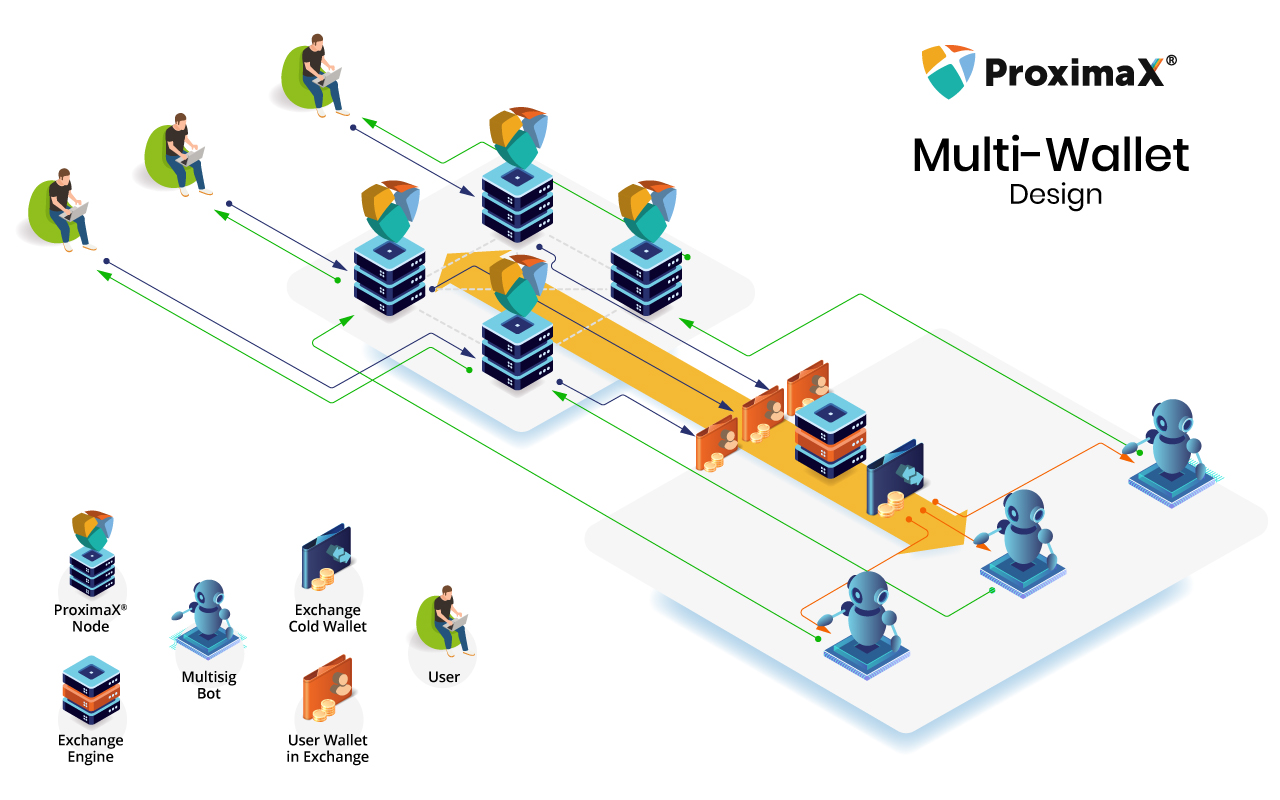 ProximaX®
Multi-Wallet
Design
ProximaX®
Node
Exchange
Engine
Multisig
Bot
Exchange
Cold Wallet
User Wallet
in Exchange
User